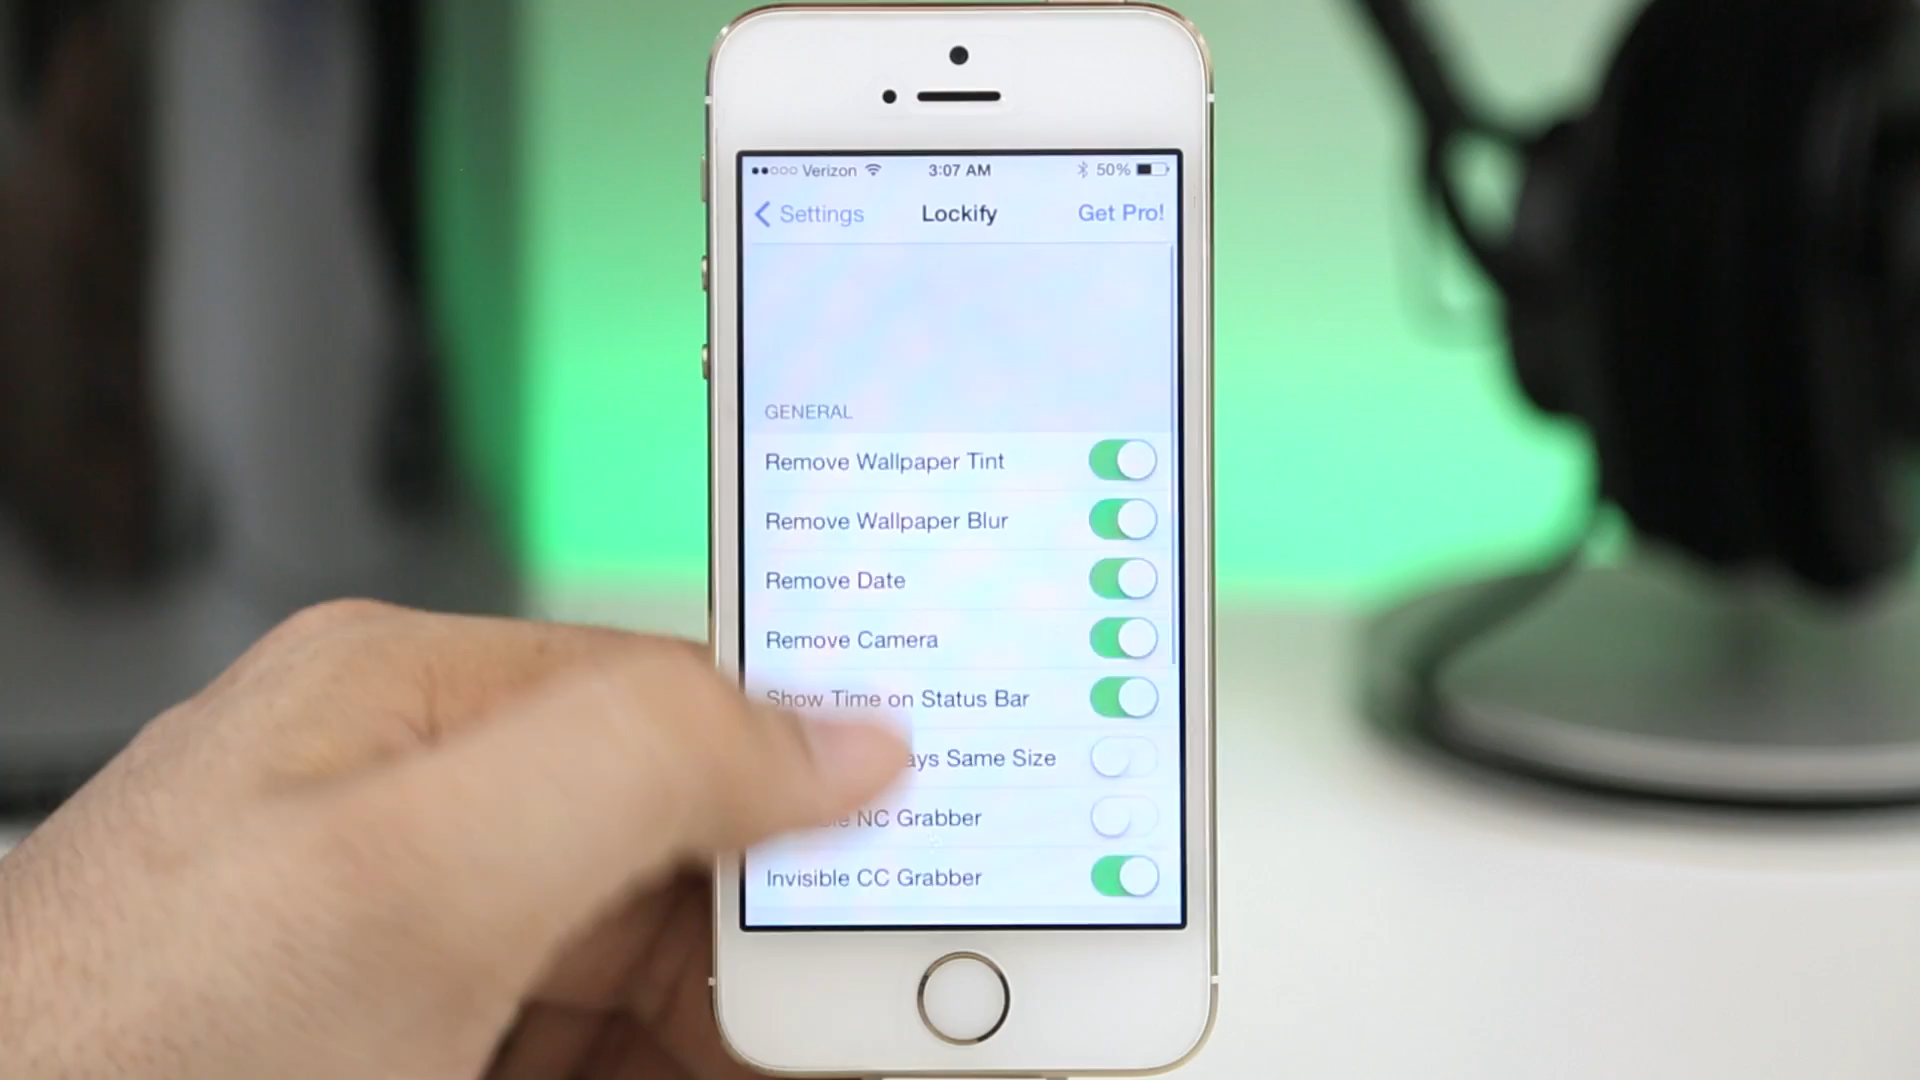 Verizon 3:07 AM 50%
Settings Lockify Get Pro!
GENERAL
Remove Wallpaper Tint
Remove Wallpaper Blur
Remove Date
Remove Camera
Show Time on Status Bar
Same Size
NC Grabber
Invisible CC Grabber